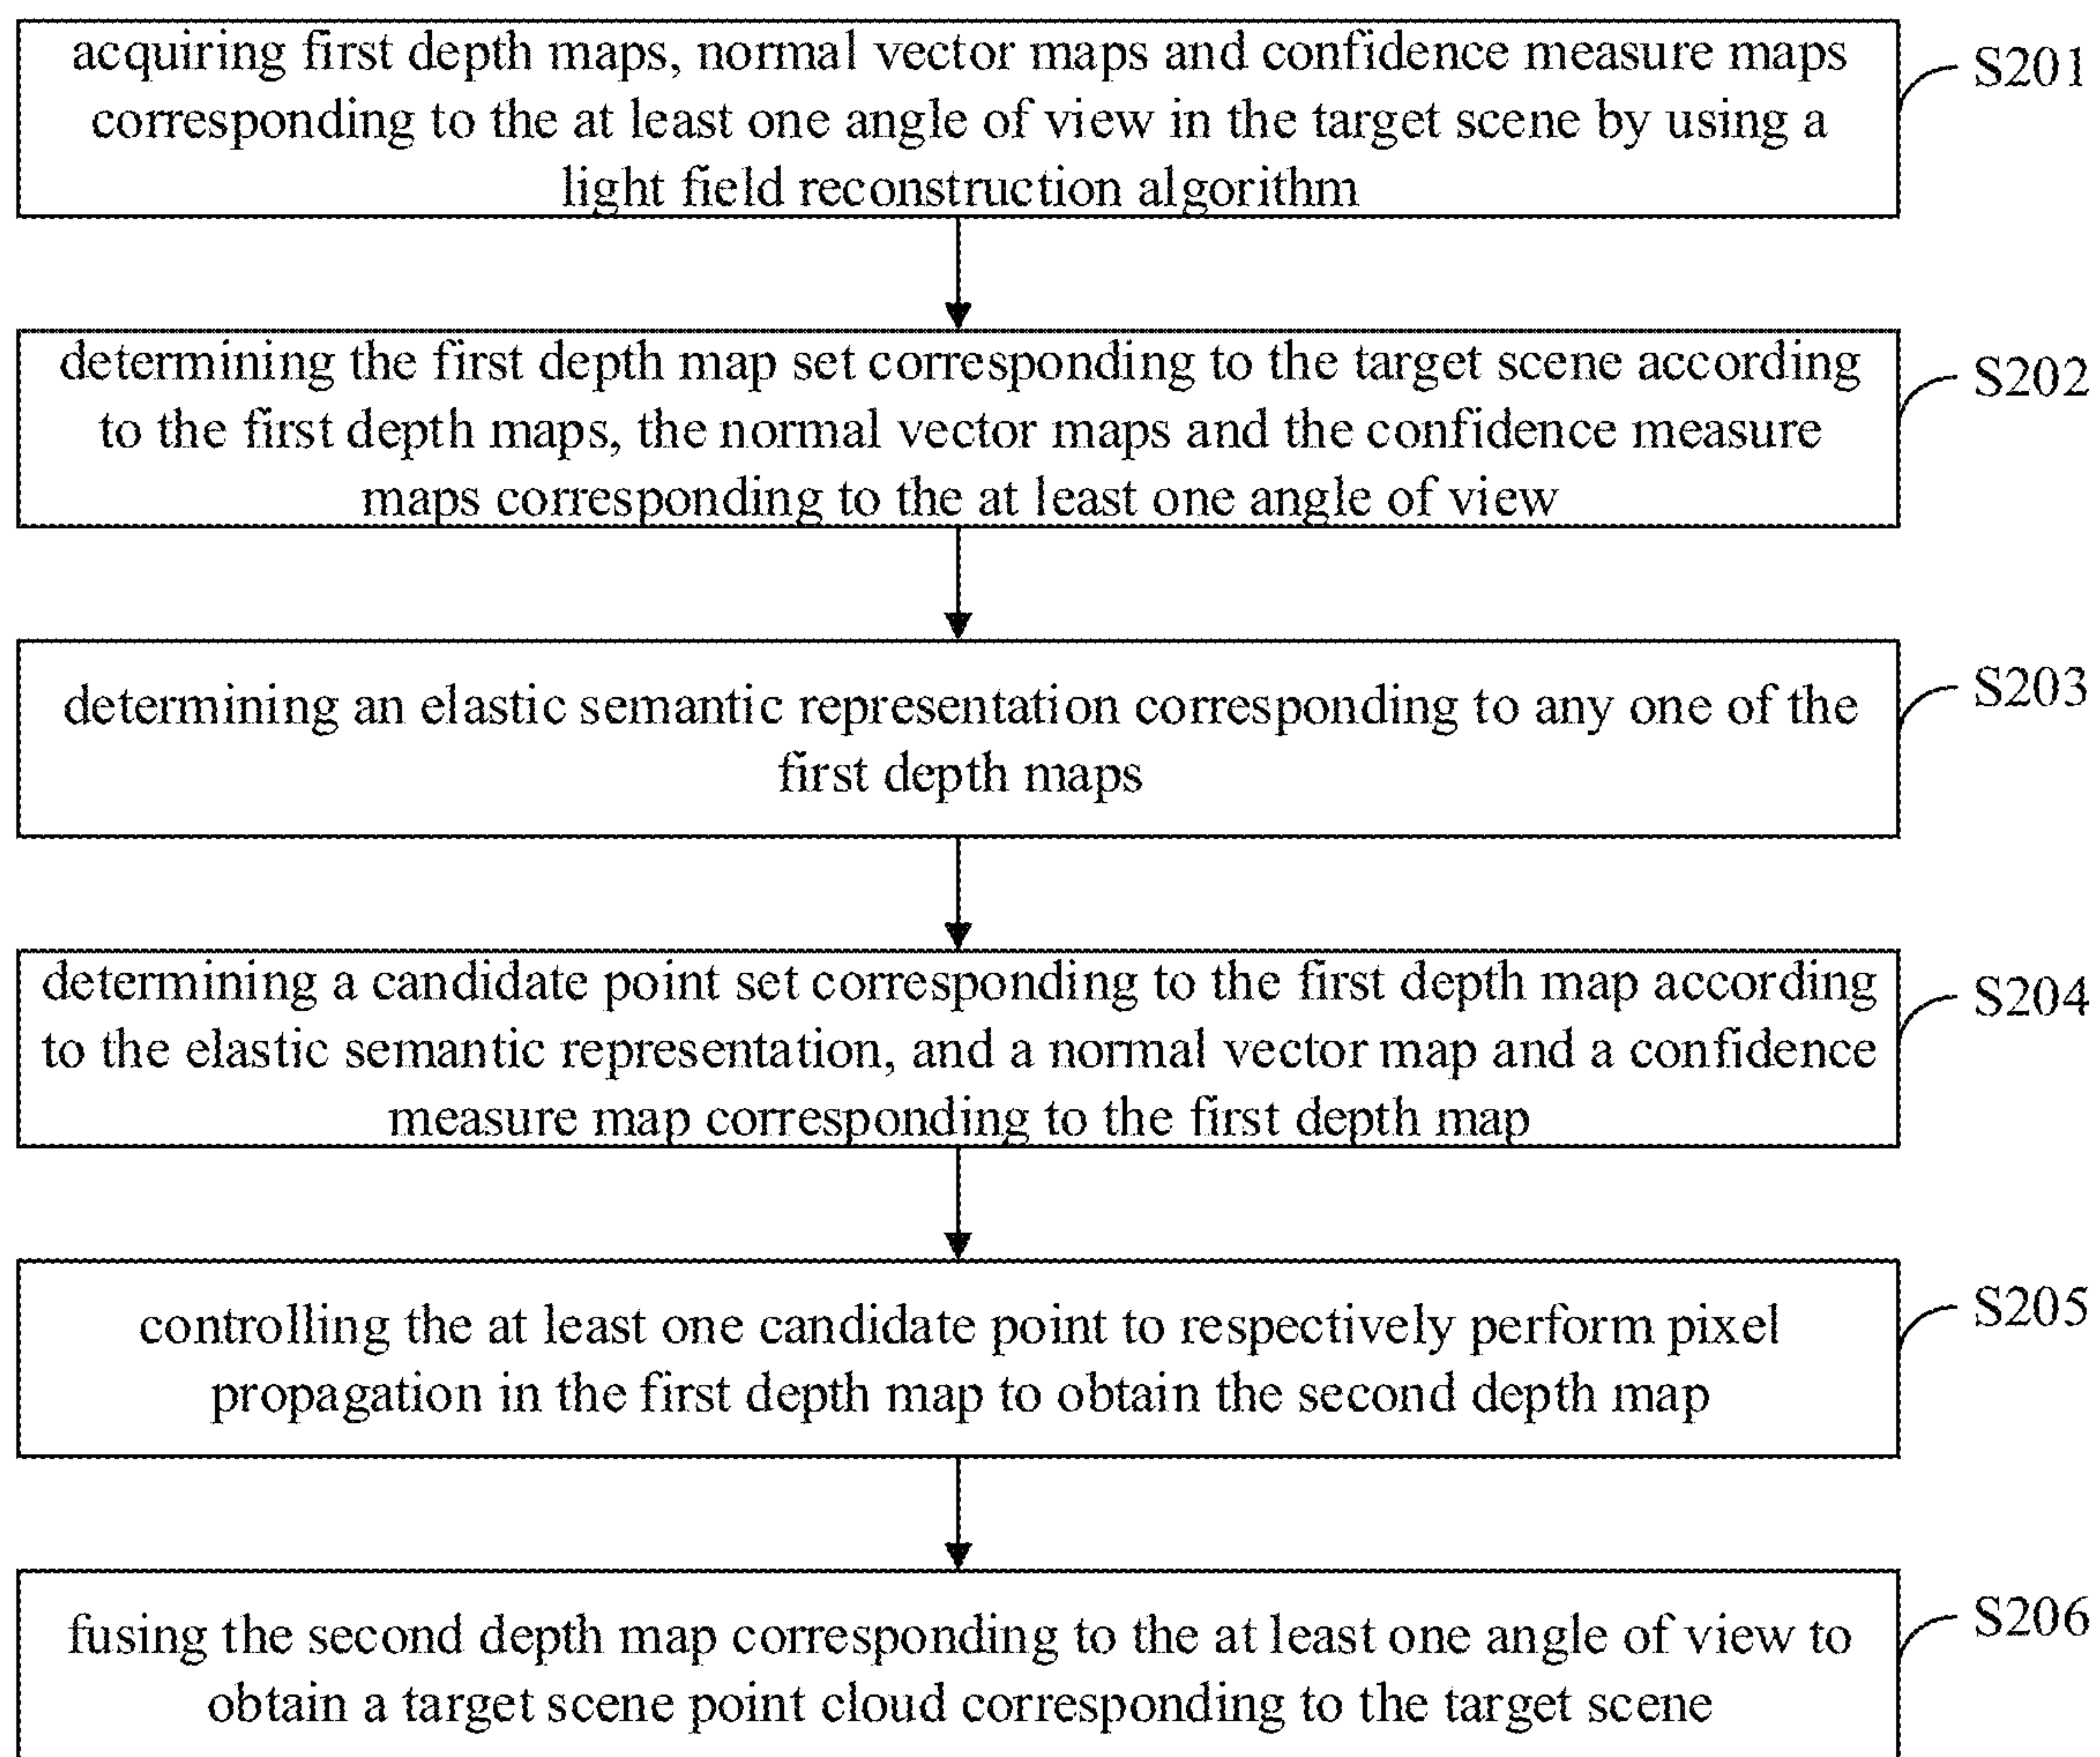 acquiring first depth maps, normal vector maps and confidence measure maps
corresponding to the at least one angle of view in the target scene by using a
light field reconstruction algorithm
S201
determining the first depth map set corresponding to the target scene according
to the first depth maps, the normal vector maps and the confidence measure
maps corresponding to the at least one angle of view
S202
determining an elastic semantic representation corresponding to any one of the
first depth maps
S203
determining a candidate point set corresponding to the first depth map according
to the elastic semantic representation, and a normal vector map and a confidence
measure map corresponding to the first depth map
S204
controlling the at least one candidate point to respectively perform pixel
propagation in the first depth map to obtain the second depth map
S205
fusing the second depth map corresponding to the at least one angle of view to
obtain a target scene point cloud corresponding to the target scene
S206